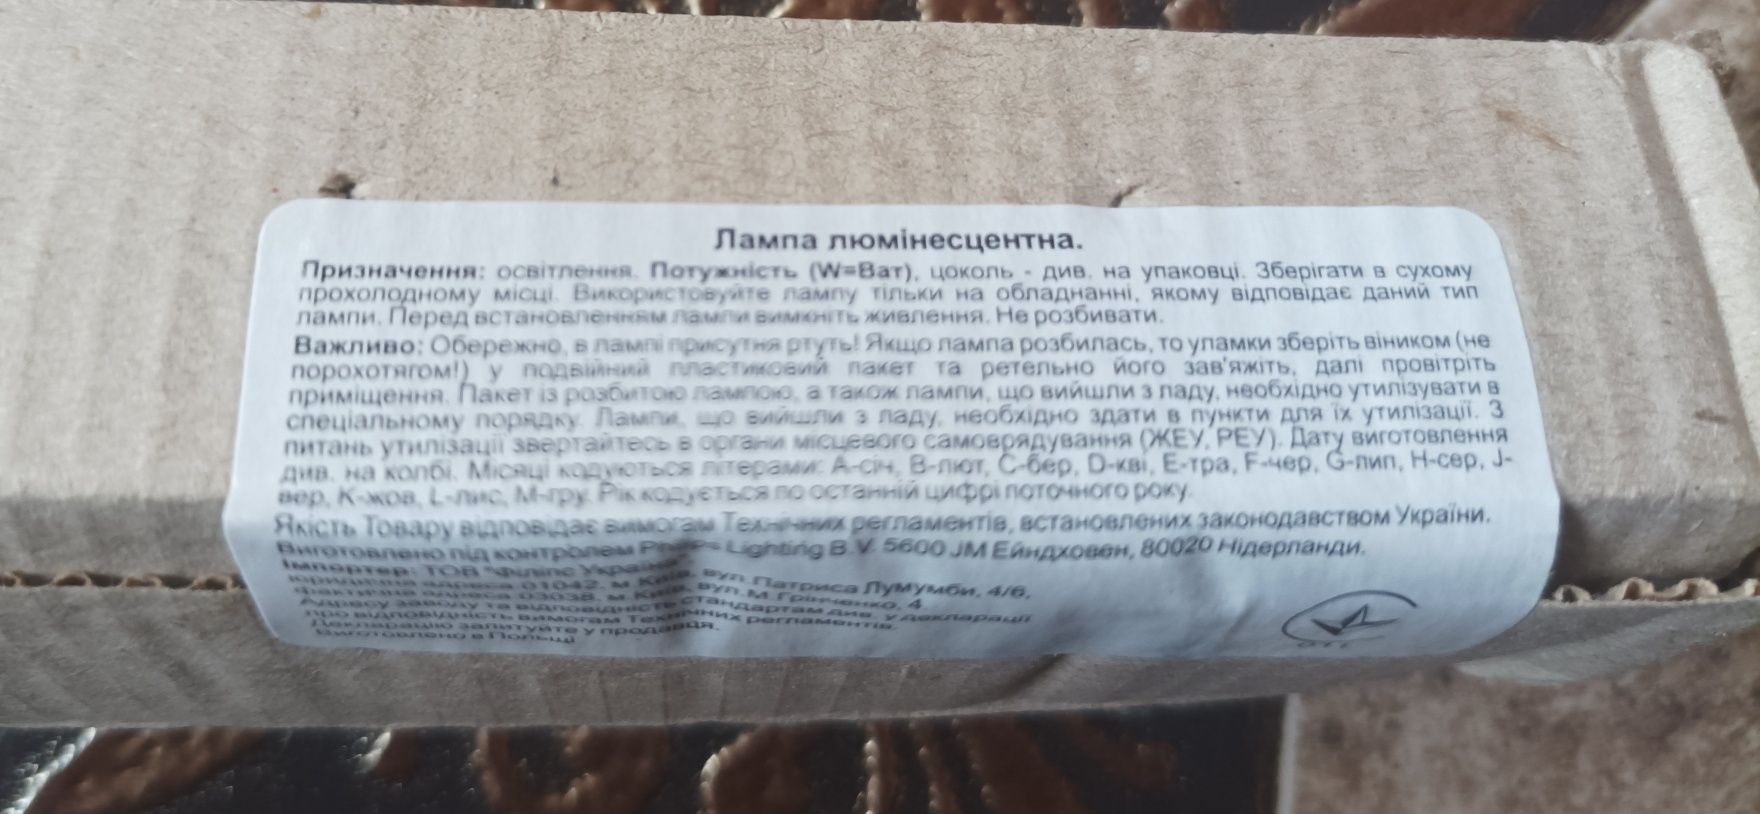 Лампа люмінесцентна.
Призначення: освітлення. Потужність (W=Ват), цоколь - див. на упаковці. Зберігати в сухому
прохолодному місці. Використовуйте лампу тільки на обладнанні, якому відповідає даний тип
лампи. Перед встановленням лампи вимкніть живлення. Не розбивати.
Важливо: Обережно, в лампі присутня ртуть! Якщо лампа розбилась, то уламки зберіть віником (не
порохотягом!) у подвійний пластиковий пакет та ретельно його зав'яжіть, далі провітріть
приміщення. Пакет із розбитою лампою, а також лампи, що вийшли з ладу, необхідно утилізувати в
спеціальному порядку. Лампи, що вийшли з ладу, необхідно здати в пункти для їх утилізації. З
питань утилізації звертайтесь в органи місцевого самоврядування (ЖЕУ, РЕУ). Дату виготовлення
див. на колбі. Місяці кодуються літерами: A-січ, B-лют, C-бер, D-кві, E-тра, F-чер, G-лип, H-сер, J-
вер, K-жов, L-лис, M-гру. Рік кодується по останній цифрі поточного року.
Якість Товару відповідає вимогам Технічних регламентів, встановлених законодавством України.
Виготовлено під контролем Philips Lighting B.V. 5600 JM Ейндховен, 80020 Нідерланди.
Імпортер: ТОВ "Філіпс Україна"
юридична адреса 01042, м. Київ, вул. Патриса Лумумби, 4/6,
фактична адреса 03038, м. Київ, вул. М. Грінченко, 4
Адресу заводу та відповідність стандартам див. у декларації
про відповідність вимогам Технічних регламентів.
Декларацію запитуйте у продавця.
Виготовлено в Польщі